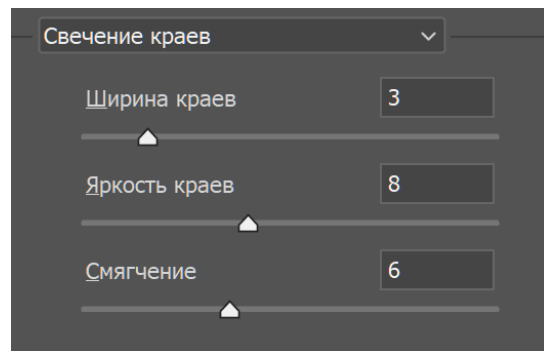 Свечение краев
Ширина краев 3
Яркость краев 8
Смягчение 6